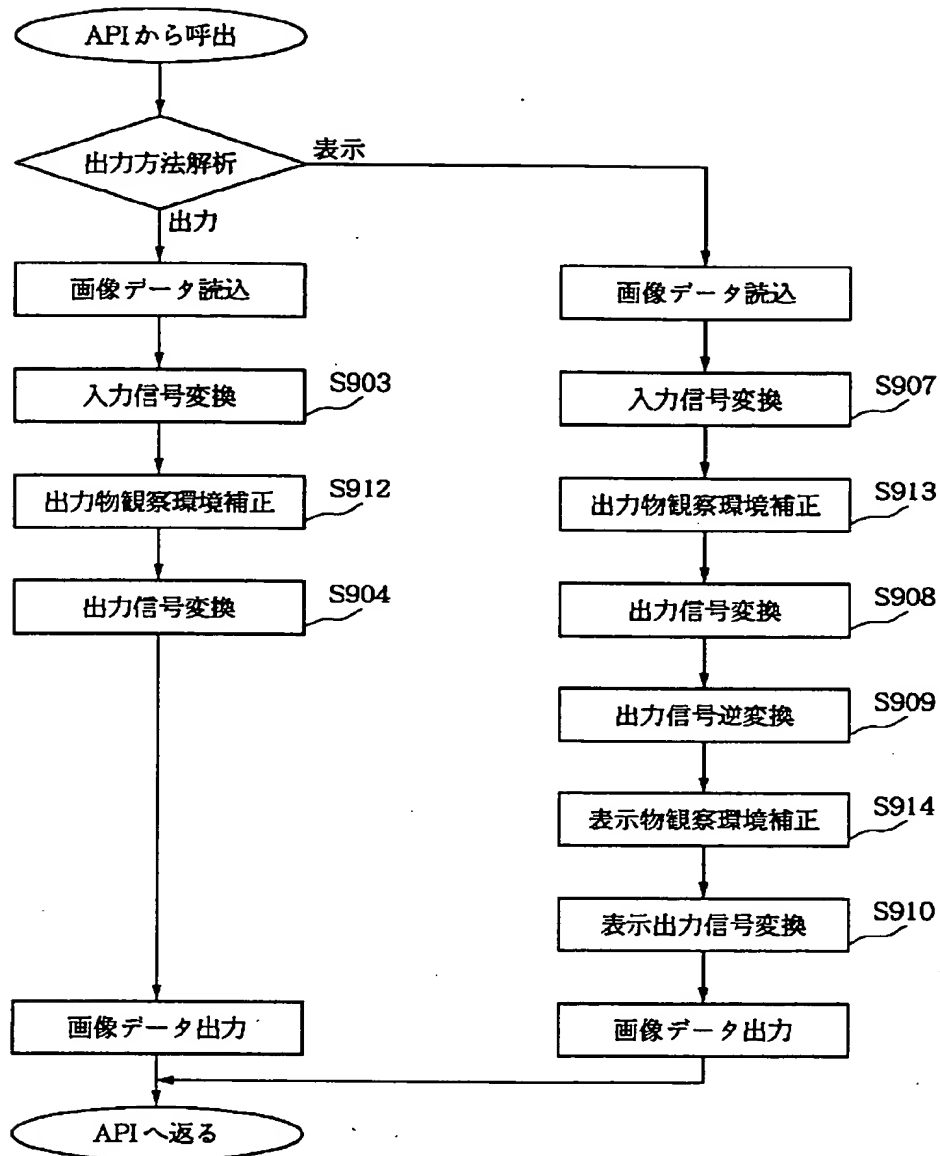 APIから呼出
出力方法解析
表示
出力
画像データ読込
入力信号変換
S903
出力物観察環境補正
S912
出力信号変換
S904
画像データ出力
画像データ読込
入力信号変換
S907
出力物観察環境補正
S913
出力信号変換
S908
出力信号逆変換
S909
表示物観察環境補正
S914
表示出力信号変換
S910
画像データ出力
APIへ返る